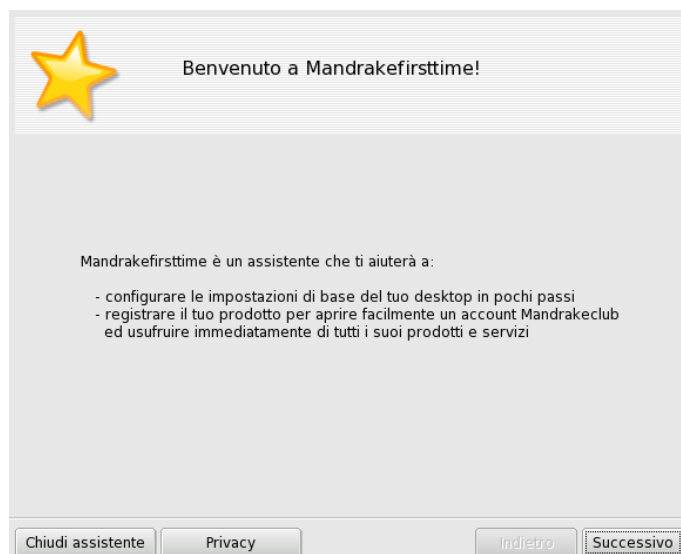 Benvenuto a Mandrakefirsttime!
Mandrakefirsttime è un assistente che ti aiuterà a:
- configurare le impostazioni di base del tuo desktop in pochi passi
- registrare il tuo prodotto per aprire facilmente un account Mandrakeclub
ed usufruire immediatamente di tutti i suoi prodotti e servizi
Chiudi assistente
Privacy
Indietro
Successivo